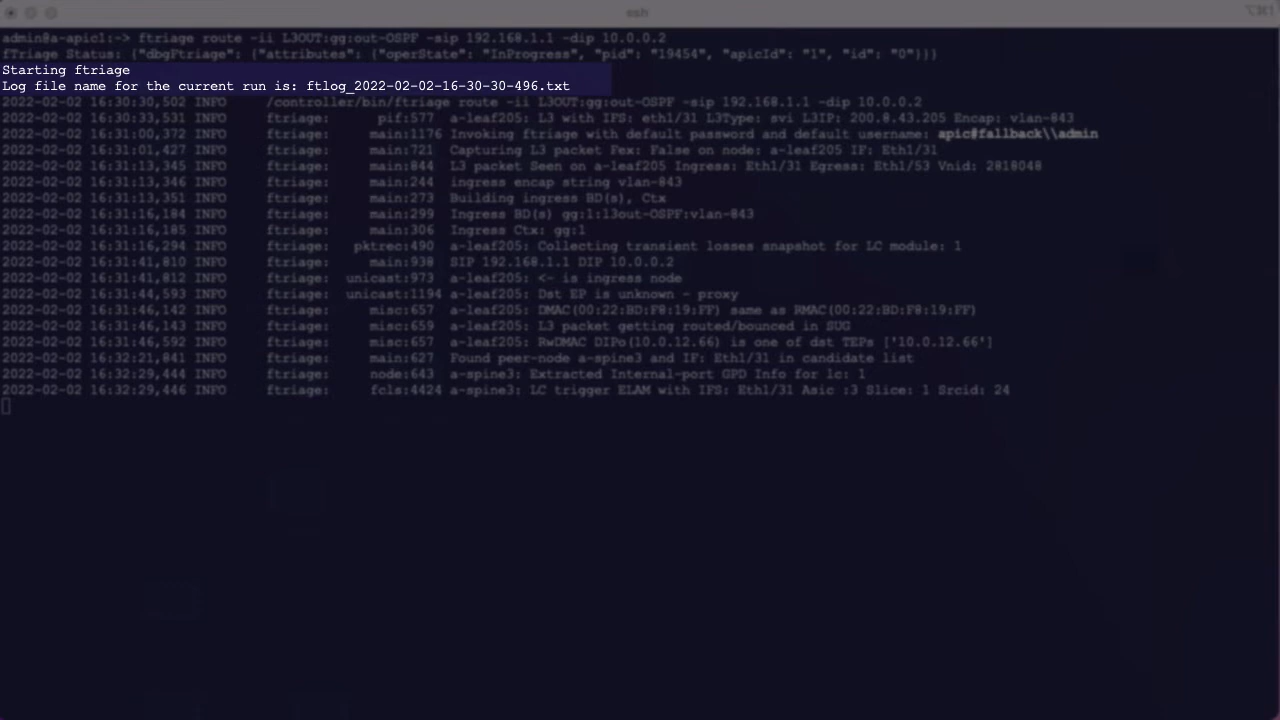 ssh
⌥⌘1
admin@a-apic1:~> ftriage route -ii L3OUT:gg:out-OSPF -sip 192.168.1.1 -dip 10.0.0.2
fTriage Status: {"dbgFtriage": {"attributes": {"operState": "InProgress", "pid": "19454", "apicId": "1", "id": "0"}}}
Starting ftriage
Log file name for the current run is: ftlog_2022-02-02-16-30-30-496.txt
2022-02-02 16:30:30,502 INFO /controller/bin/ftriage route -ii L3OUT:gg:out-OSPF -sip 192.168.1.1 -dip 10.0.0.2
2022-02-02 16:30:33,531 INFO ftriage: pif:577 a-leaf205: L3 with IFS: eth1/31 L3Type: svi L3IP: 200.8.43.205 Encap: vlan-843
2022-02-02 16:31:00,372 INFO ftriage: main:1176 Invoking ftriage with default password and default username: apic#fallback\\admin
2022-02-02 16:31:01,427 INFO ftriage: main:721 Capturing L3 packet Fex: False on node: a-leaf205 IF: Eth1/31
2022-02-02 16:31:13,345 INFO ftriage: main:844 L3 packet Seen on a-leaf205 Ingress: Eth1/31 Egress: Eth1/53 Vnid: 2818048
2022-02-02 16:31:13,346 INFO ftriage: main:244 ingress encap string vlan-843
2022-02-02 16:31:13,351 INFO ftriage: main:273 Building ingress BD(s), Ctx
2022-02-02 16:31:16,184 INFO ftriage: main:299 Ingress BD(s) gg:1:l3out-OSPF:vlan-843
2022-02-02 16:31:16,185 INFO ftriage: main:306 Ingress Ctx: gg:1
2022-02-02 16:31:16,294 INFO ftriage: pktrec:490 a-leaf205: Collecting transient losses snapshot for LC module: 1
2022-02-02 16:31:41,810 INFO ftriage: main:938 SIP 192.168.1.1 DIP 10.0.0.2
2022-02-02 16:31:41,812 INFO ftriage: unicast:973 a-leaf205: <- is ingress node
2022-02-02 16:31:44,593 INFO ftriage: unicast:1194 a-leaf205: Dst EP is unknown - proxy
2022-02-02 16:31:46,142 INFO ftriage: misc:657 a-leaf205: DMAC(00:22:BD:F8:19:FF) same as RMAC(00:22:BD:F8:19:FF)
2022-02-02 16:31:46,143 INFO ftriage: misc:659 a-leaf205: L3 packet getting routed/bounced in SUG
2022-02-02 16:31:46,592 INFO ftriage: misc:657 a-leaf205: RwDMAC DIPo(10.0.12.66) is one of dst TEPs ['10.0.12.66']
2022-02-02 16:32:21,841 INFO ftriage: main:627 Found peer-node a-spine3 and IF: Eth1/31 in candidate list
2022-02-02 16:32:29,444 INFO ftriage: node:643 a-spine3: Extracted Internal-port GPD Info for lc: 1
2022-02-02 16:32:29,446 INFO ftriage: fcls:4424 a-spine3: LC trigger ELAM with IFS: Eth1/31 Asic :3 Slice: 1 Srcid: 24